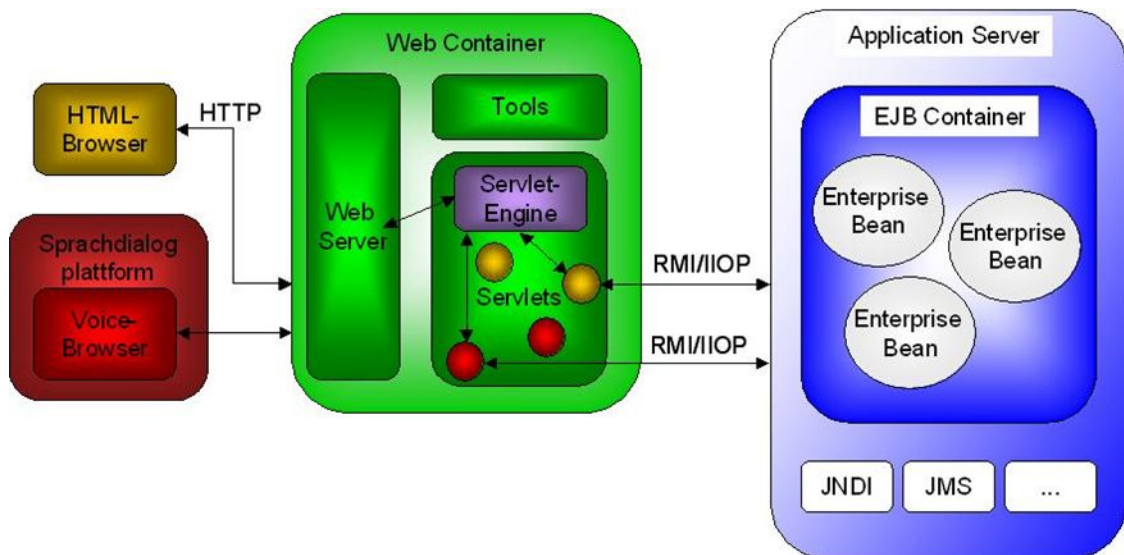 Web Container
Application Server
HTML-
Browser
HTTP
Tools
EJB Container
Servlet-
Engine
Web
Server
Sprachdialog
plattform
Voice-
Browser
Servlets
RMI/IIOP
RMI/IIOP
Enterprise
Bean
Enterprise
Bean
Enterprise
Bean
JNDI
JMS
...